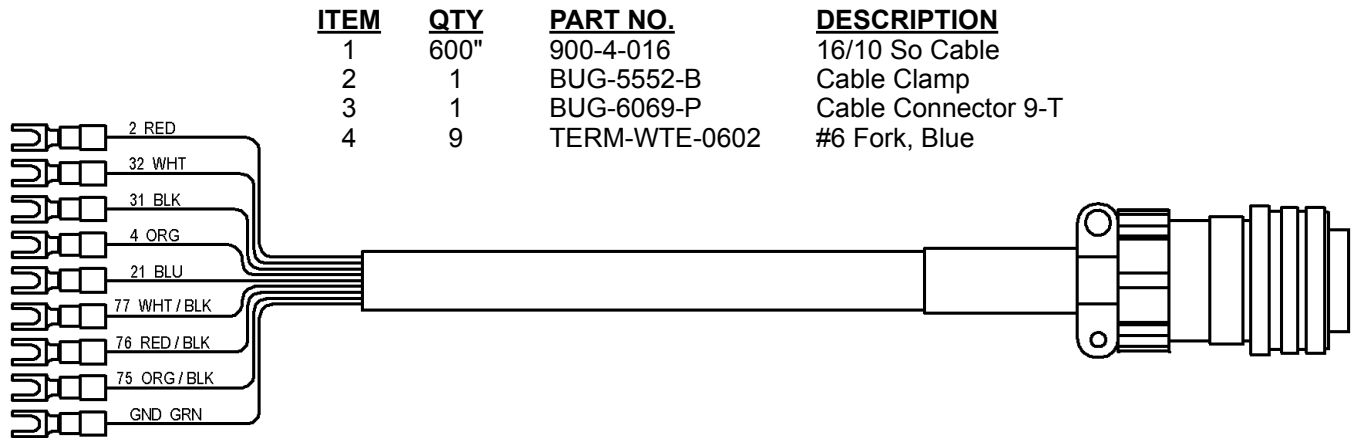 ITEM QTY PART NO. DESCRIPTION
1 600" 900-4-016 16/10 So Cable
2 1 BUG-5552-B Cable Clamp
3 1 BUG-6069-P Cable Connector 9-T
4 9 TERM-WTE-0602 #6 Fork, Blue
2 RED
32 WHT
31 BLK
4 ORG
21 BLU
77 WHT / BLK
76 RED / BLK
75 ORG / BLK
GND GRN